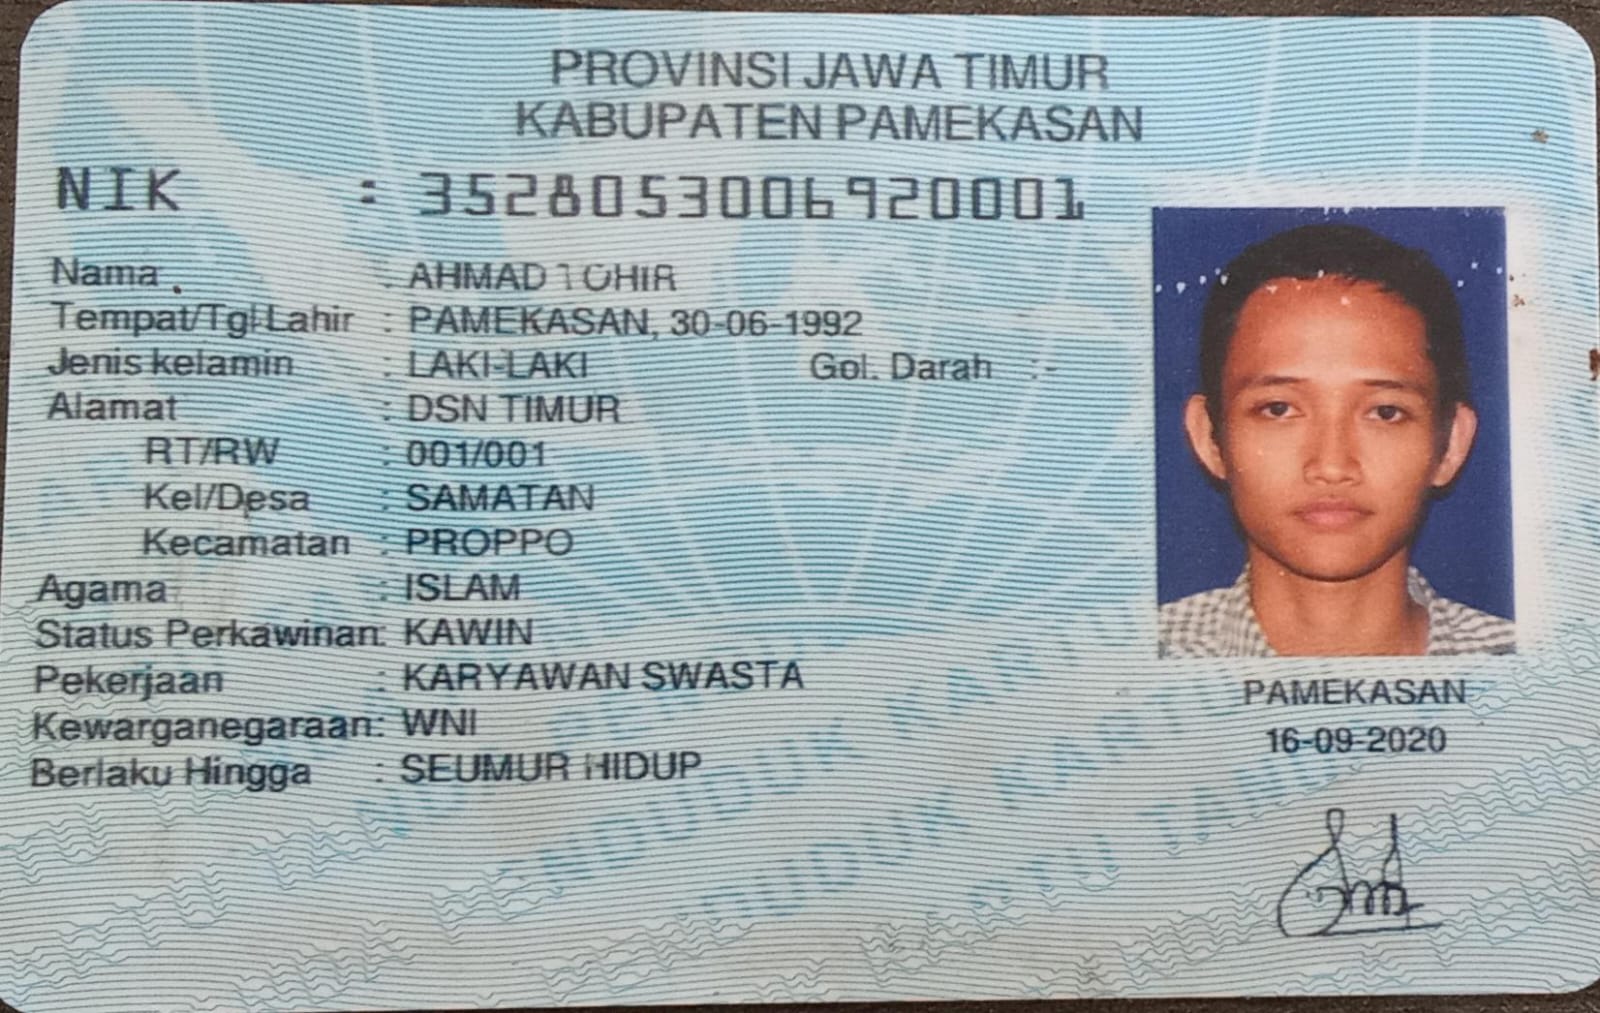 PROVINSI JAWA TIMUR
KABUPATEN PAMEKASAN
NIK : 3528053006920001
Nama : AHMAD TOHIR
Tempat/Tgl Lahir : PAMEKASAN, 30-06-1992
Jenis kelamin : LAKI-LAKI Gol. Darah :-
Alamat : DSN TIMUR
RT/RW : 001/001
Kel/Desa : SAMATAN
Kecamatan : PROPPO
Agama : ISLAM
Status Perkawinan: KAWIN
Pekerjaan : KARYAWAN SWASTA
Kewarganegaraan: WNI
Berlaku Hingga : SEUMUR HIDUP
PAMEKASAN
16-09-2020